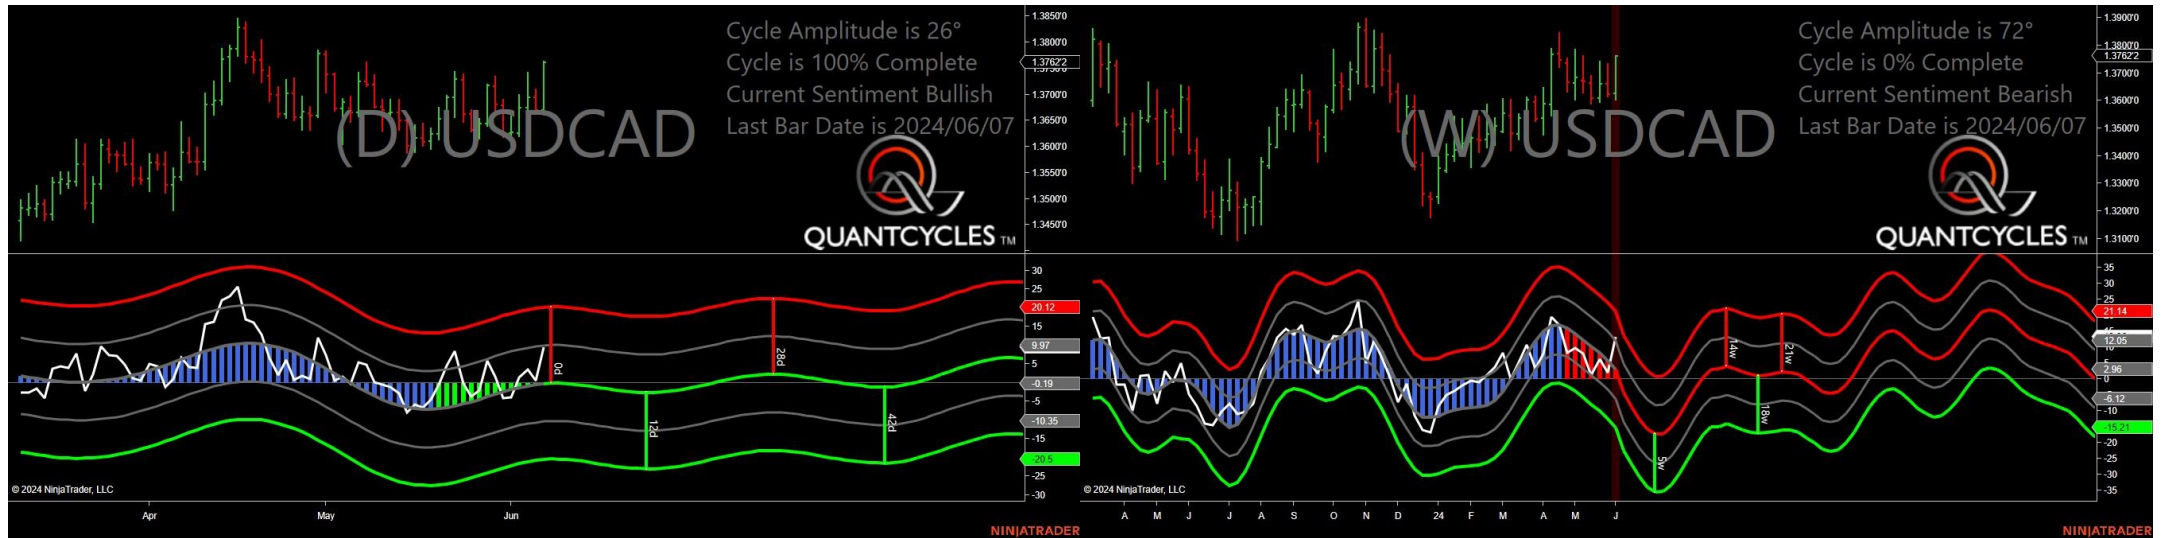 Cycle Amplitude is 26°
Cycle is 100% Complete
Current Sentiment Bullish
Last Bar Date is 2024/06/07
(D) USDCAD
QUANTCYCLES TM
1.3850'0
1.3800'0
1.3762'2
1.3700'0
1.3650'0
1.3600'0
1.3550'0
1.3500'0
1.3450'0
30
25
20.12
15
9.97
5
-0.19
-5
-10.35
-15
-20.5
-25
-30
0d
12d
28d
42d
© 2024 NinjaTrader, LLC
Apr
May
Jun
NINJATRADER
Cycle Amplitude is 72°
Cycle is 0% Complete
Current Sentiment Bearish
Last Bar Date is 2024/06/07
(W) USDCAD
QUANTCYCLES TM
1.3900'0
1.3800'0
1.3762'2
1.3700'0
1.3600'0
1.3500'0
1.3400'0
1.3300'0
1.3200'0
1.3100'0
35
30
25
21.14
12.05
2.96
0
-6.12
-10
-15.21
-20
-25
-30
-35
5w
14w
18w
21w
© 2024 NinjaTrader, LLC
A M J J A S O N D 24 F M A M J
NINJATRADER